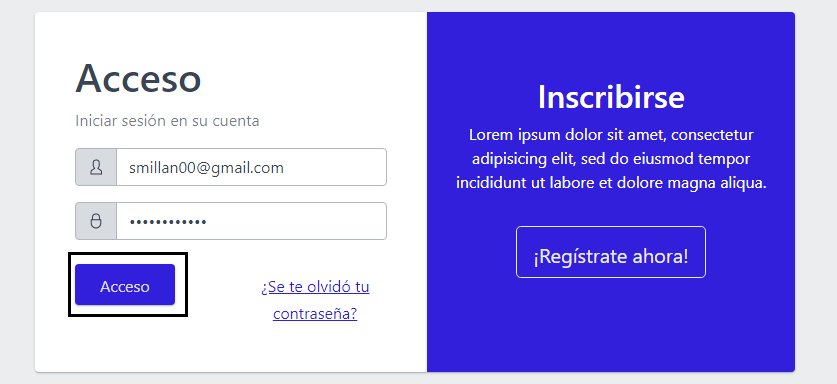 Acceso
Iniciar sesión en su cuenta
smillan00@gmail.com
••••••••••••
Acceso
¿Se te olvidó tu
contraseña?
Inscribirse
Lorem ipsum dolor sit amet, consectetur
adipisicing elit, sed do eiusmod tempor
incididunt ut labore et dolore magna aliqua.
¡Regístrate ahora!